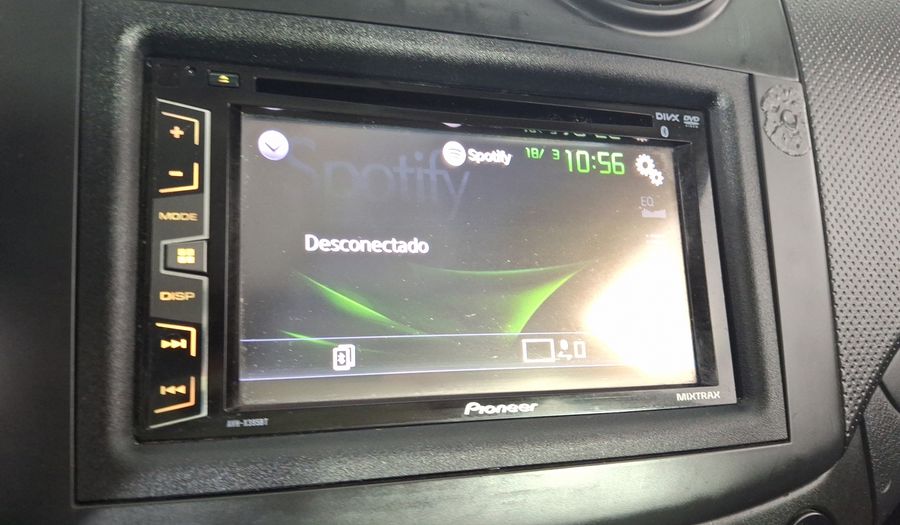 DIVX DVD
Spotify
18/ 3 10:56
Spotify
EQ
Desconectado
MODE
DISP
Pioneer
MIXTRAX